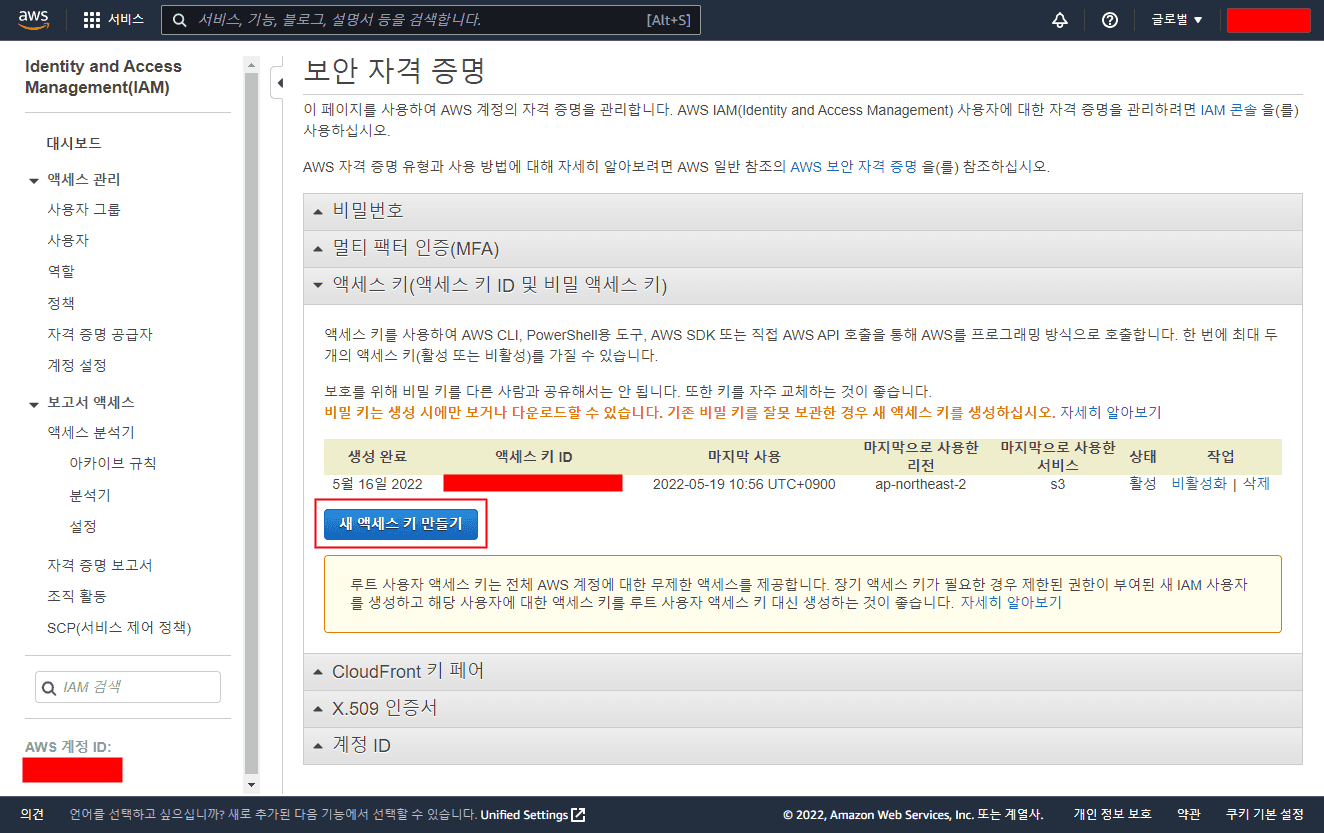 aws
서비스
서비스, 기능, 블로그, 설명서 등을 검색합니다.
[Alt+S]
글로벌 ▼
Identity and Access
Management(IAM)
대시보드
액세스 관리
사용자 그룹
사용자
역할
정책
자격 증명 공급자
계정 설정
보고서 액세스
액세스 분석기
아카이브 규칙
분석기
설정
자격 증명 보고서
조직 활동
SCP(서비스 제어 정책)
IAM 검색
AWS 계정 ID:
보안 자격 증명
이 페이지를 사용하여 AWS 계정의 자격 증명을 관리합니다. AWS IAM(Identity and Access Management) 사용자에 대한 자격 증명을 관리하려면 IAM 콘솔 을(를)
사용하십시오.
AWS 자격 증명 유형과 사용 방법에 대해 자세히 알아보려면 AWS 일반 참조의 AWS 보안 자격 증명 을(를) 참조하십시오.
비밀번호
멀티 팩터 인증(MFA)
액세스 키(액세스 키 ID 및 비밀 액세스 키)
액세스 키를 사용하여 AWS CLI, PowerShell용 도구, AWS SDK 또는 직접 AWS API 호출을 통해 AWS를 프로그래밍 방식으로 호출합니다. 한 번에 최대 두
개의 액세스 키(활성 또는 비활성)를 가질 수 있습니다.
보호를 위해 비밀 키를 다른 사람과 공유해서는 안 됩니다. 또한 키를 자주 교체하는 것이 좋습니다.
비밀 키는 생성 시에만 보거나 다운로드할 수 있습니다. 기존 비밀 키를 잘못 보관한 경우 새 액세스 키를 생성하십시오. 자세히 알아보기
생성 완료 액세스 키 ID 마지막 사용 마지막으로 사용한 리전 마지막으로 사용한 서비스 상태 작업
5월 16일 2022 2022-05-19 10:56 UTC+0900 ap-northeast-2 s3 활성 비활성화 | 삭제
새 액세스 키 만들기
루트 사용자 액세스 키는 전체 AWS 계정에 대한 무제한 액세스를 제공합니다. 장기 액세스 키가 필요한 경우 제한된 권한이 부여된 새 IAM 사용자
를 생성하고 해당 사용자에 대한 액세스 키를 루트 사용자 액세스 키 대신 생성하는 것이 좋습니다. 자세히 알아보기
CloudFront 키 페어
X.509 인증서
계정 ID
의견 언어를 선택하고 싶으십니까? 새로 추가된 다음 기능에서 선택할 수 있습니다. Unified Settings
© 2022, Amazon Web Services, Inc. 또는 계열사. 개인 정보 보호 약관 쿠키 기본 설정